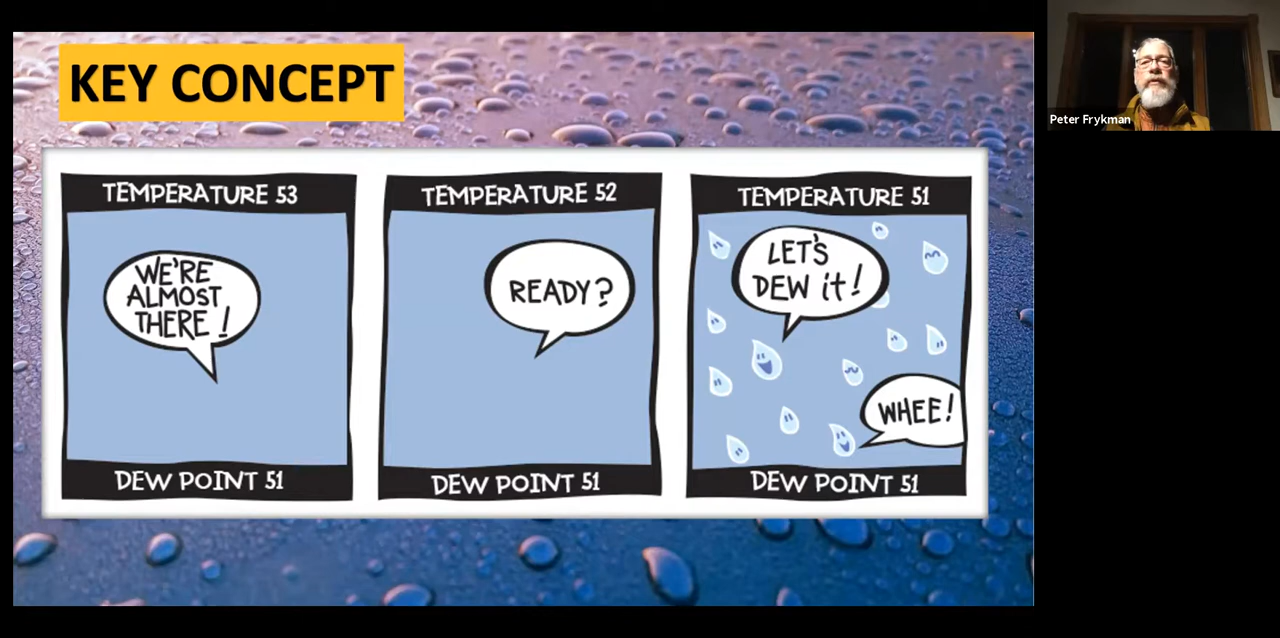 KEY CONCEPT
TEMPERATURE 53
WE'RE
ALMOST
THERE!
DEW POINT 51
TEMPERATURE 52
READY?
DEW POINT 51
TEMPERATURE 51
LET'S
DEW it!
WHEE!
DEW POINT 51
Peter Frykman